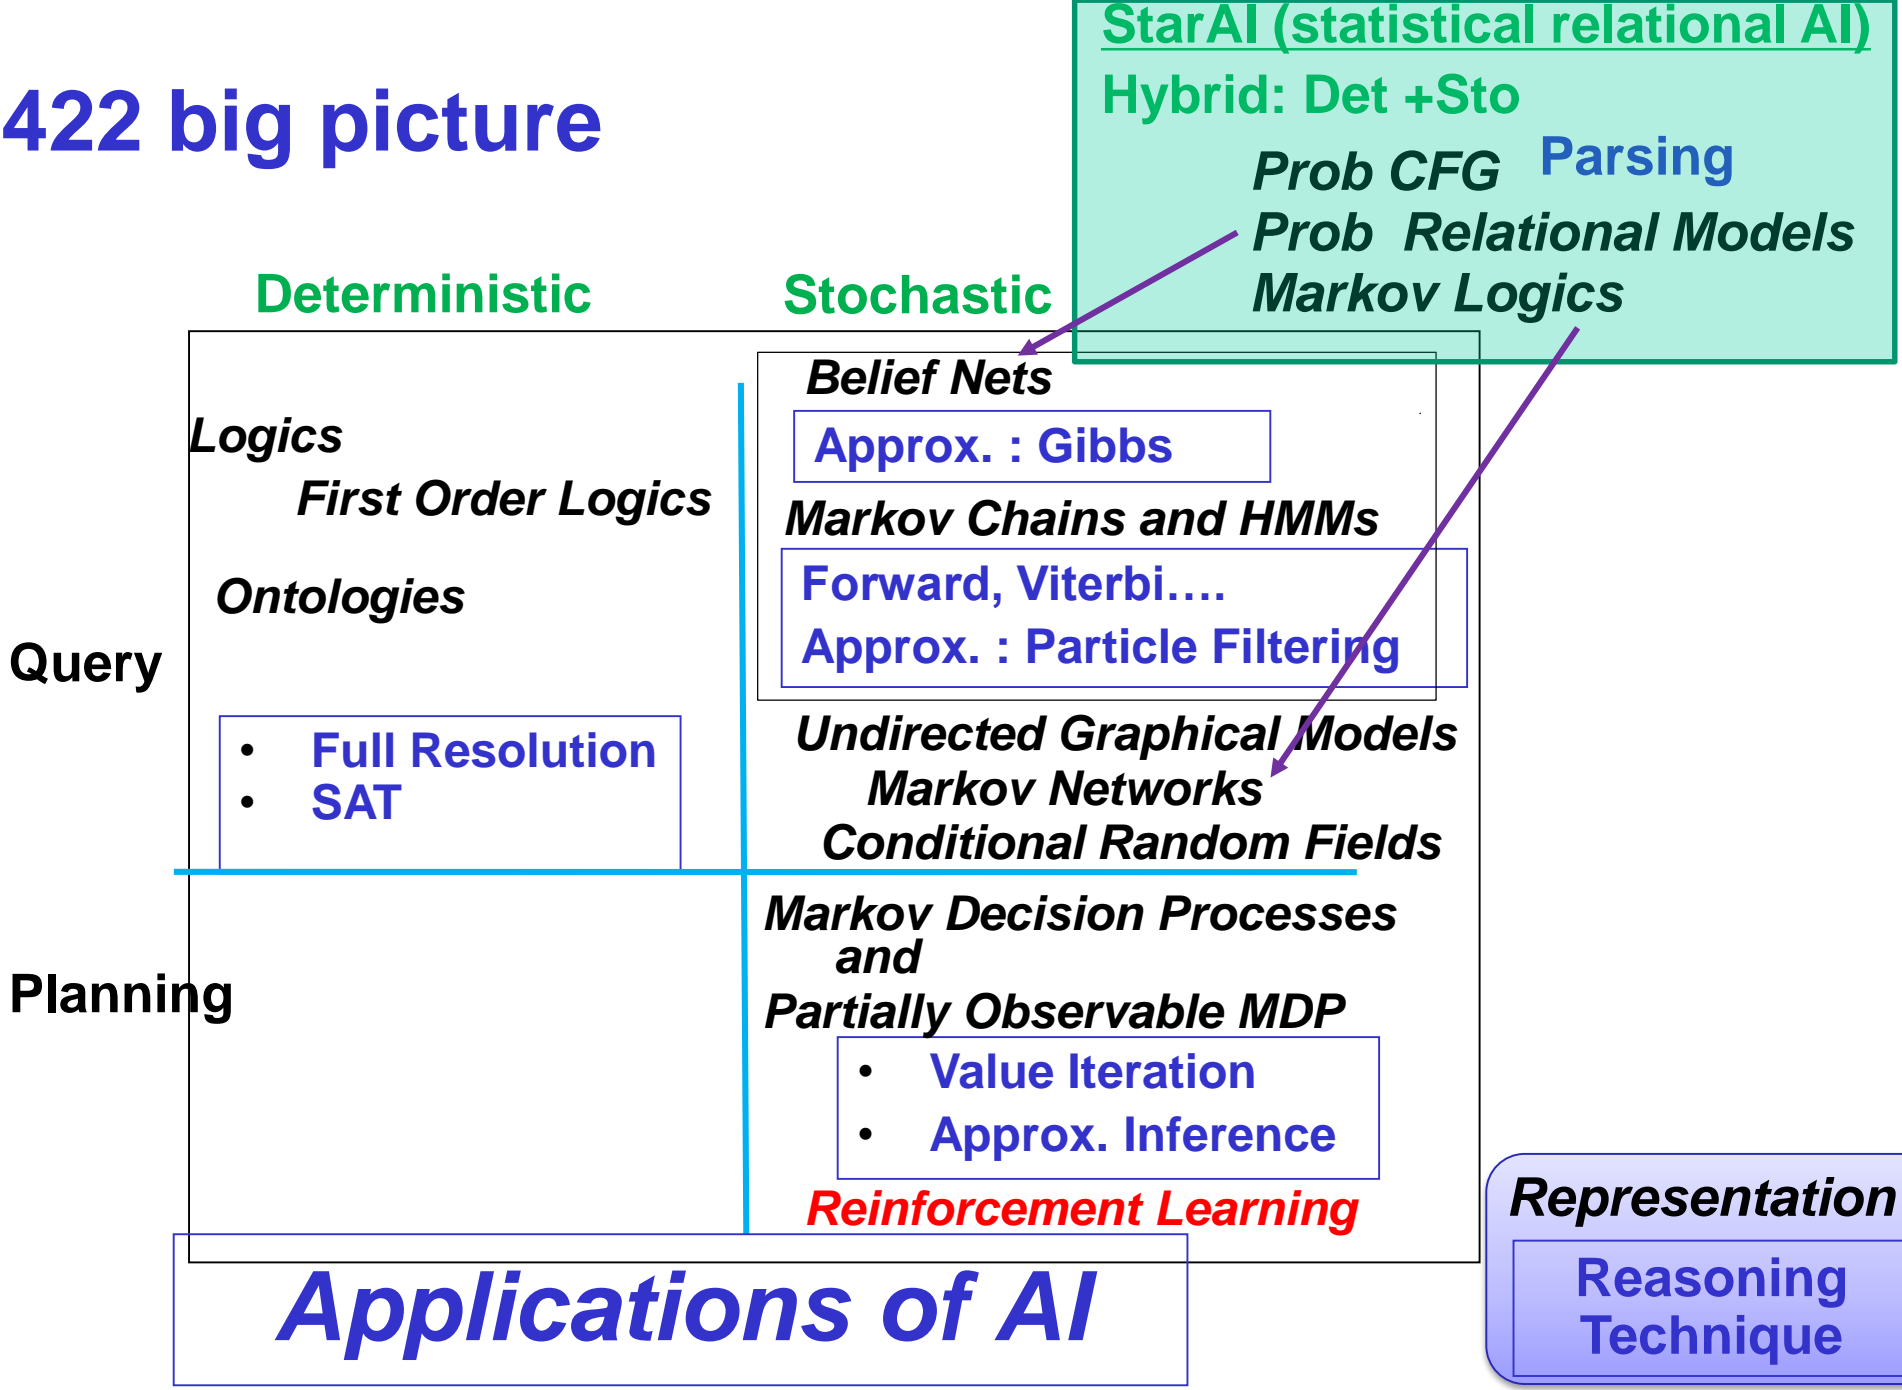 StarAI (statistical relational AI)
Hybrid: Det +Sto
Prob CFG Parsing
Prob Relational Models
Markov Logics
422 big picture
Deterministic
Stochastic
Logics
First Order Logics
Ontologies
Query
• Full Resolution
• SAT
Belief Nets
Approx. : Gibbs
Markov Chains and HMMs
Forward, Viterbi….
Approx. : Particle Filtering
Undirected Graphical Models
Markov Networks
Conditional Random Fields
Planning
Markov Decision Processes
and
Partially Observable MDP
• Value Iteration
• Approx. Inference
Reinforcement Learning
Applications of AI
Representation
Reasoning
Technique